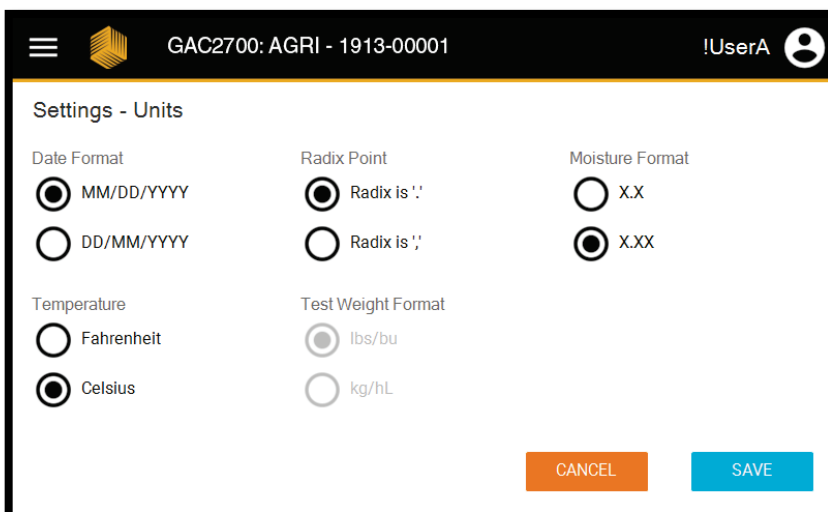 GAC2700: AGRI - 1913-00001 !UserA
Settings - Units
Date Format Radix Point Moisture Format
MM/DD/YYYY Radix is '.' X.X
DD/MM/YYYY Radix is ',' X.XX
Temperature Test Weight Format
Fahrenheit lbs/bu
Celsius kg/hL
CANCEL SAVE